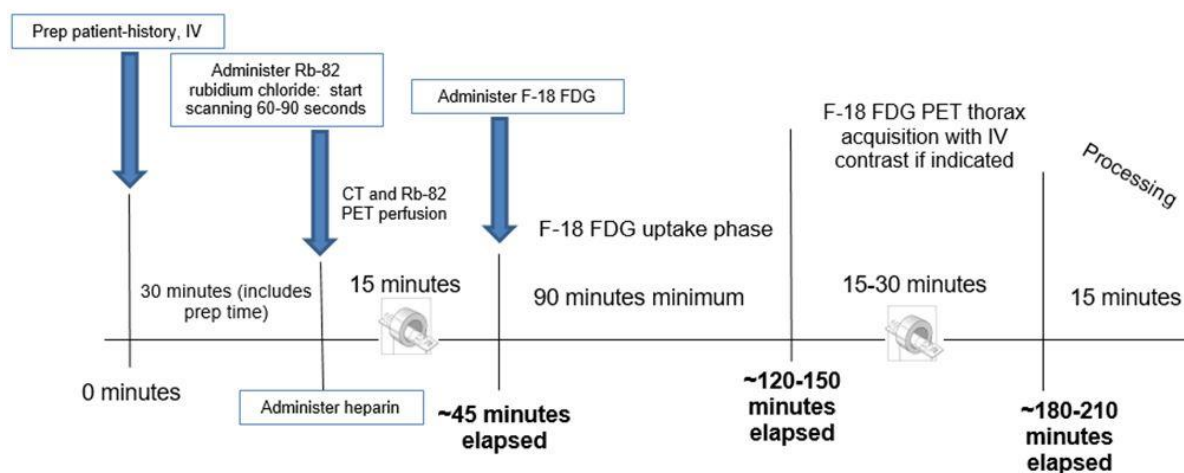 Prep patient-history, IV
Administer Rb-82
rubidium chloride: start
scanning 60-90 seconds
Administer F-18 FDG
F-18 FDG PET thorax
acquisition with IV
contrast if indicated
Processing
CT and Rb-82
PET perfusion
F-18 FDG uptake phase
30 minutes (includes
prep time)
15 minutes
90 minutes minimum
15-30 minutes
15 minutes
0 minutes
Administer heparin
~45 minutes
elapsed
~120-150
minutes
elapsed
~180-210
minutes
elapsed